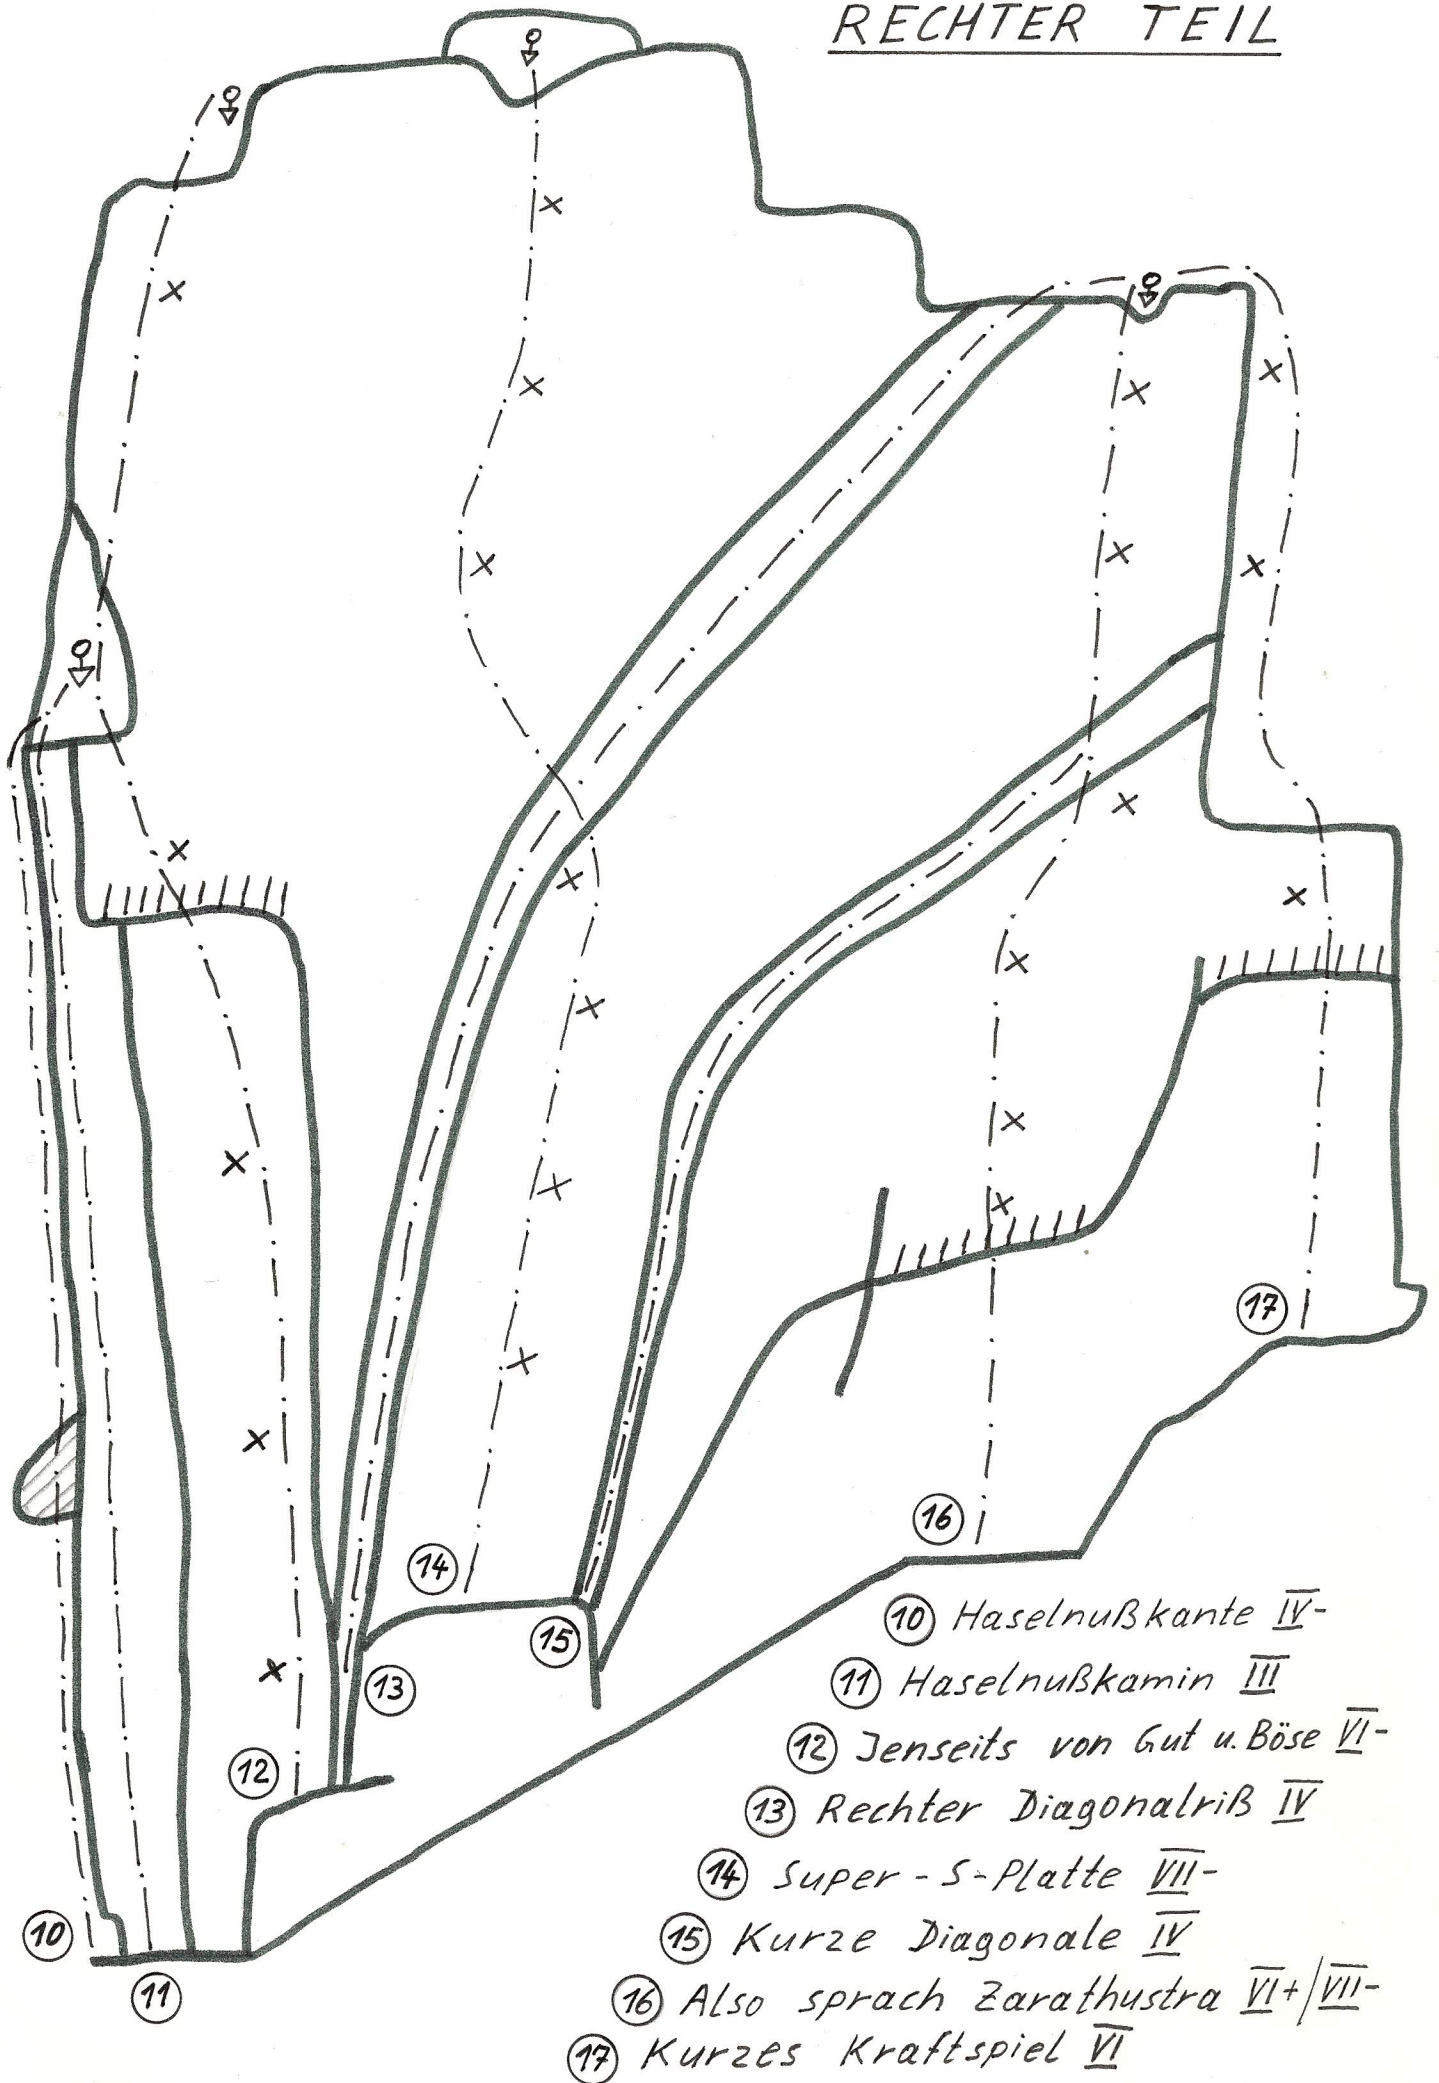 RECHTER TEIL
17
16
14
15
13
12
10
11
10 Haselnußkante IV-
11 Haselnußkamin III
12 Jenseits von Gut u. Böse VI-
13 Rechter Diagonalriß IV
14 Super-S-Platte VII-
15 Kurze Diagonale IV
16 Also sprach Zarathustra VI+/VII-
17 Kurzes Kraftspiel VI